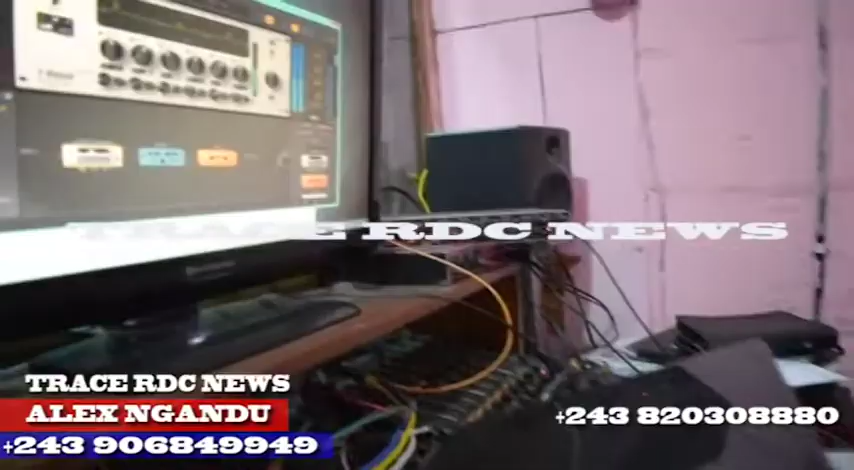 TRACE RDC NEWS
TRACE RDC NEWS
ALEX NGANDU
+243 906849949
+243 820308880